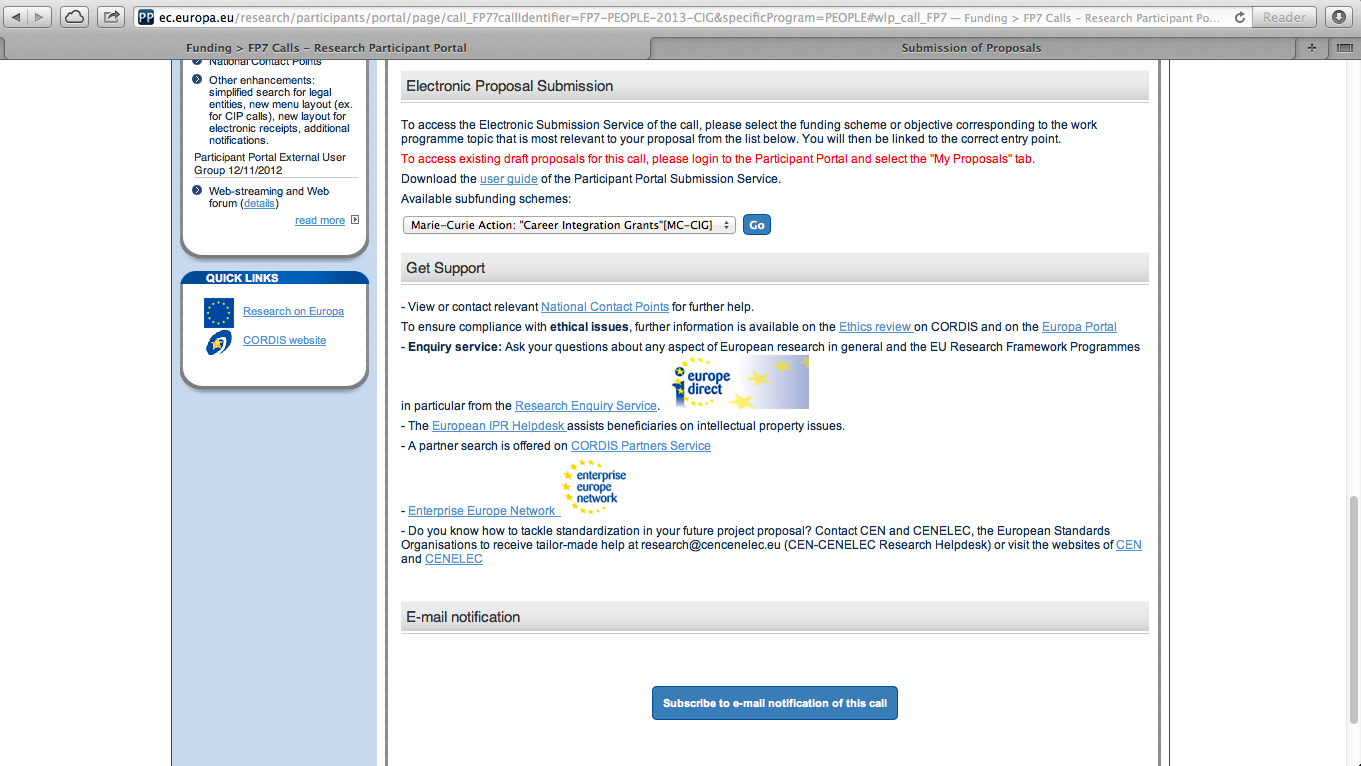 ec.europa.eu/research/participants/portal/page/call_FP7?callIdentifier=FP7-PEOPLE-2013-CIG&specificProgram=PEOPLE#wlp_call_FP7 — Funding > FP7 Calls – Research Participant Po...
Reader
Funding > FP7 Calls – Research Participant Portal
Submission of Proposals
National Contact Points
Other enhancements:
simplified search for legal
entities, new menu layout (ex.
for CIP calls), new layout for
electronic receipts, additional
notifications.
Participant Portal External User
Group 12/11/2012
Web-streaming and Web
forum (details)
read more
QUICK LINKS
Research on Europa
CORDIS website
Electronic Proposal Submission
To access the Electronic Submission Service of the call, please select the funding scheme or objective corresponding to the work
programme topic that is most relevant to your proposal from the list below. You will then be linked to the correct entry point.
To access existing draft proposals for this call, please login to the Participant Portal and select the "My Proposals" tab.
Download the user guide of the Participant Portal Submission Service.
Available subfunding schemes:
Marie-Curie Action: "Career Integration Grants"[MC-CIG]
Go
Get Support
- View or contact relevant National Contact Points for further help.
To ensure compliance with ethical issues, further information is available on the Ethics review on CORDIS and on the Europa Portal
- Enquiry service: Ask your questions about any aspect of European research in general and the EU Research Framework Programmes
europe
direct
in particular from the Research Enquiry Service.
- The European IPR Helpdesk assists beneficiaries on intellectual property issues.
- A partner search is offered on CORDIS Partners Service
enterprise
europe
network
- Enterprise Europe Network
- Do you know how to tackle standardization in your future project proposal? Contact CEN and CENELEC, the European Standards
Organisations to receive tailor-made help at research@cencenelec.eu (CEN-CENELEC Research Helpdesk) or visit the websites of CEN
and CENELEC
E-mail notification
Subscribe to e-mail notification of this call